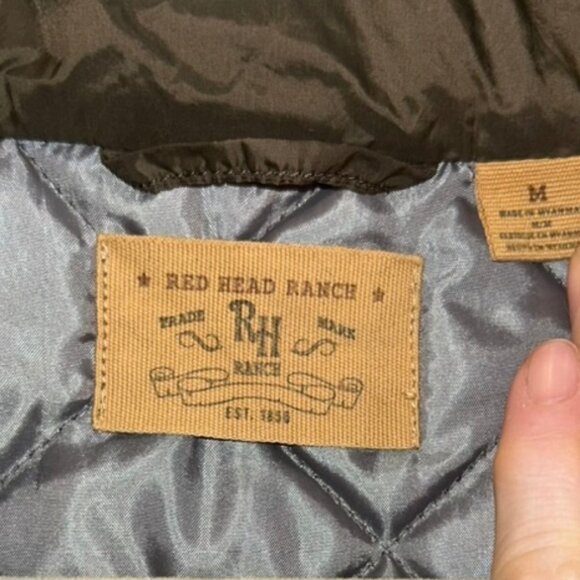 ★ RED HEAD RANCH ★
TRADE MARK
RH
RANCH
EST. 1856
M
MADE IN MYANMAR
M/M